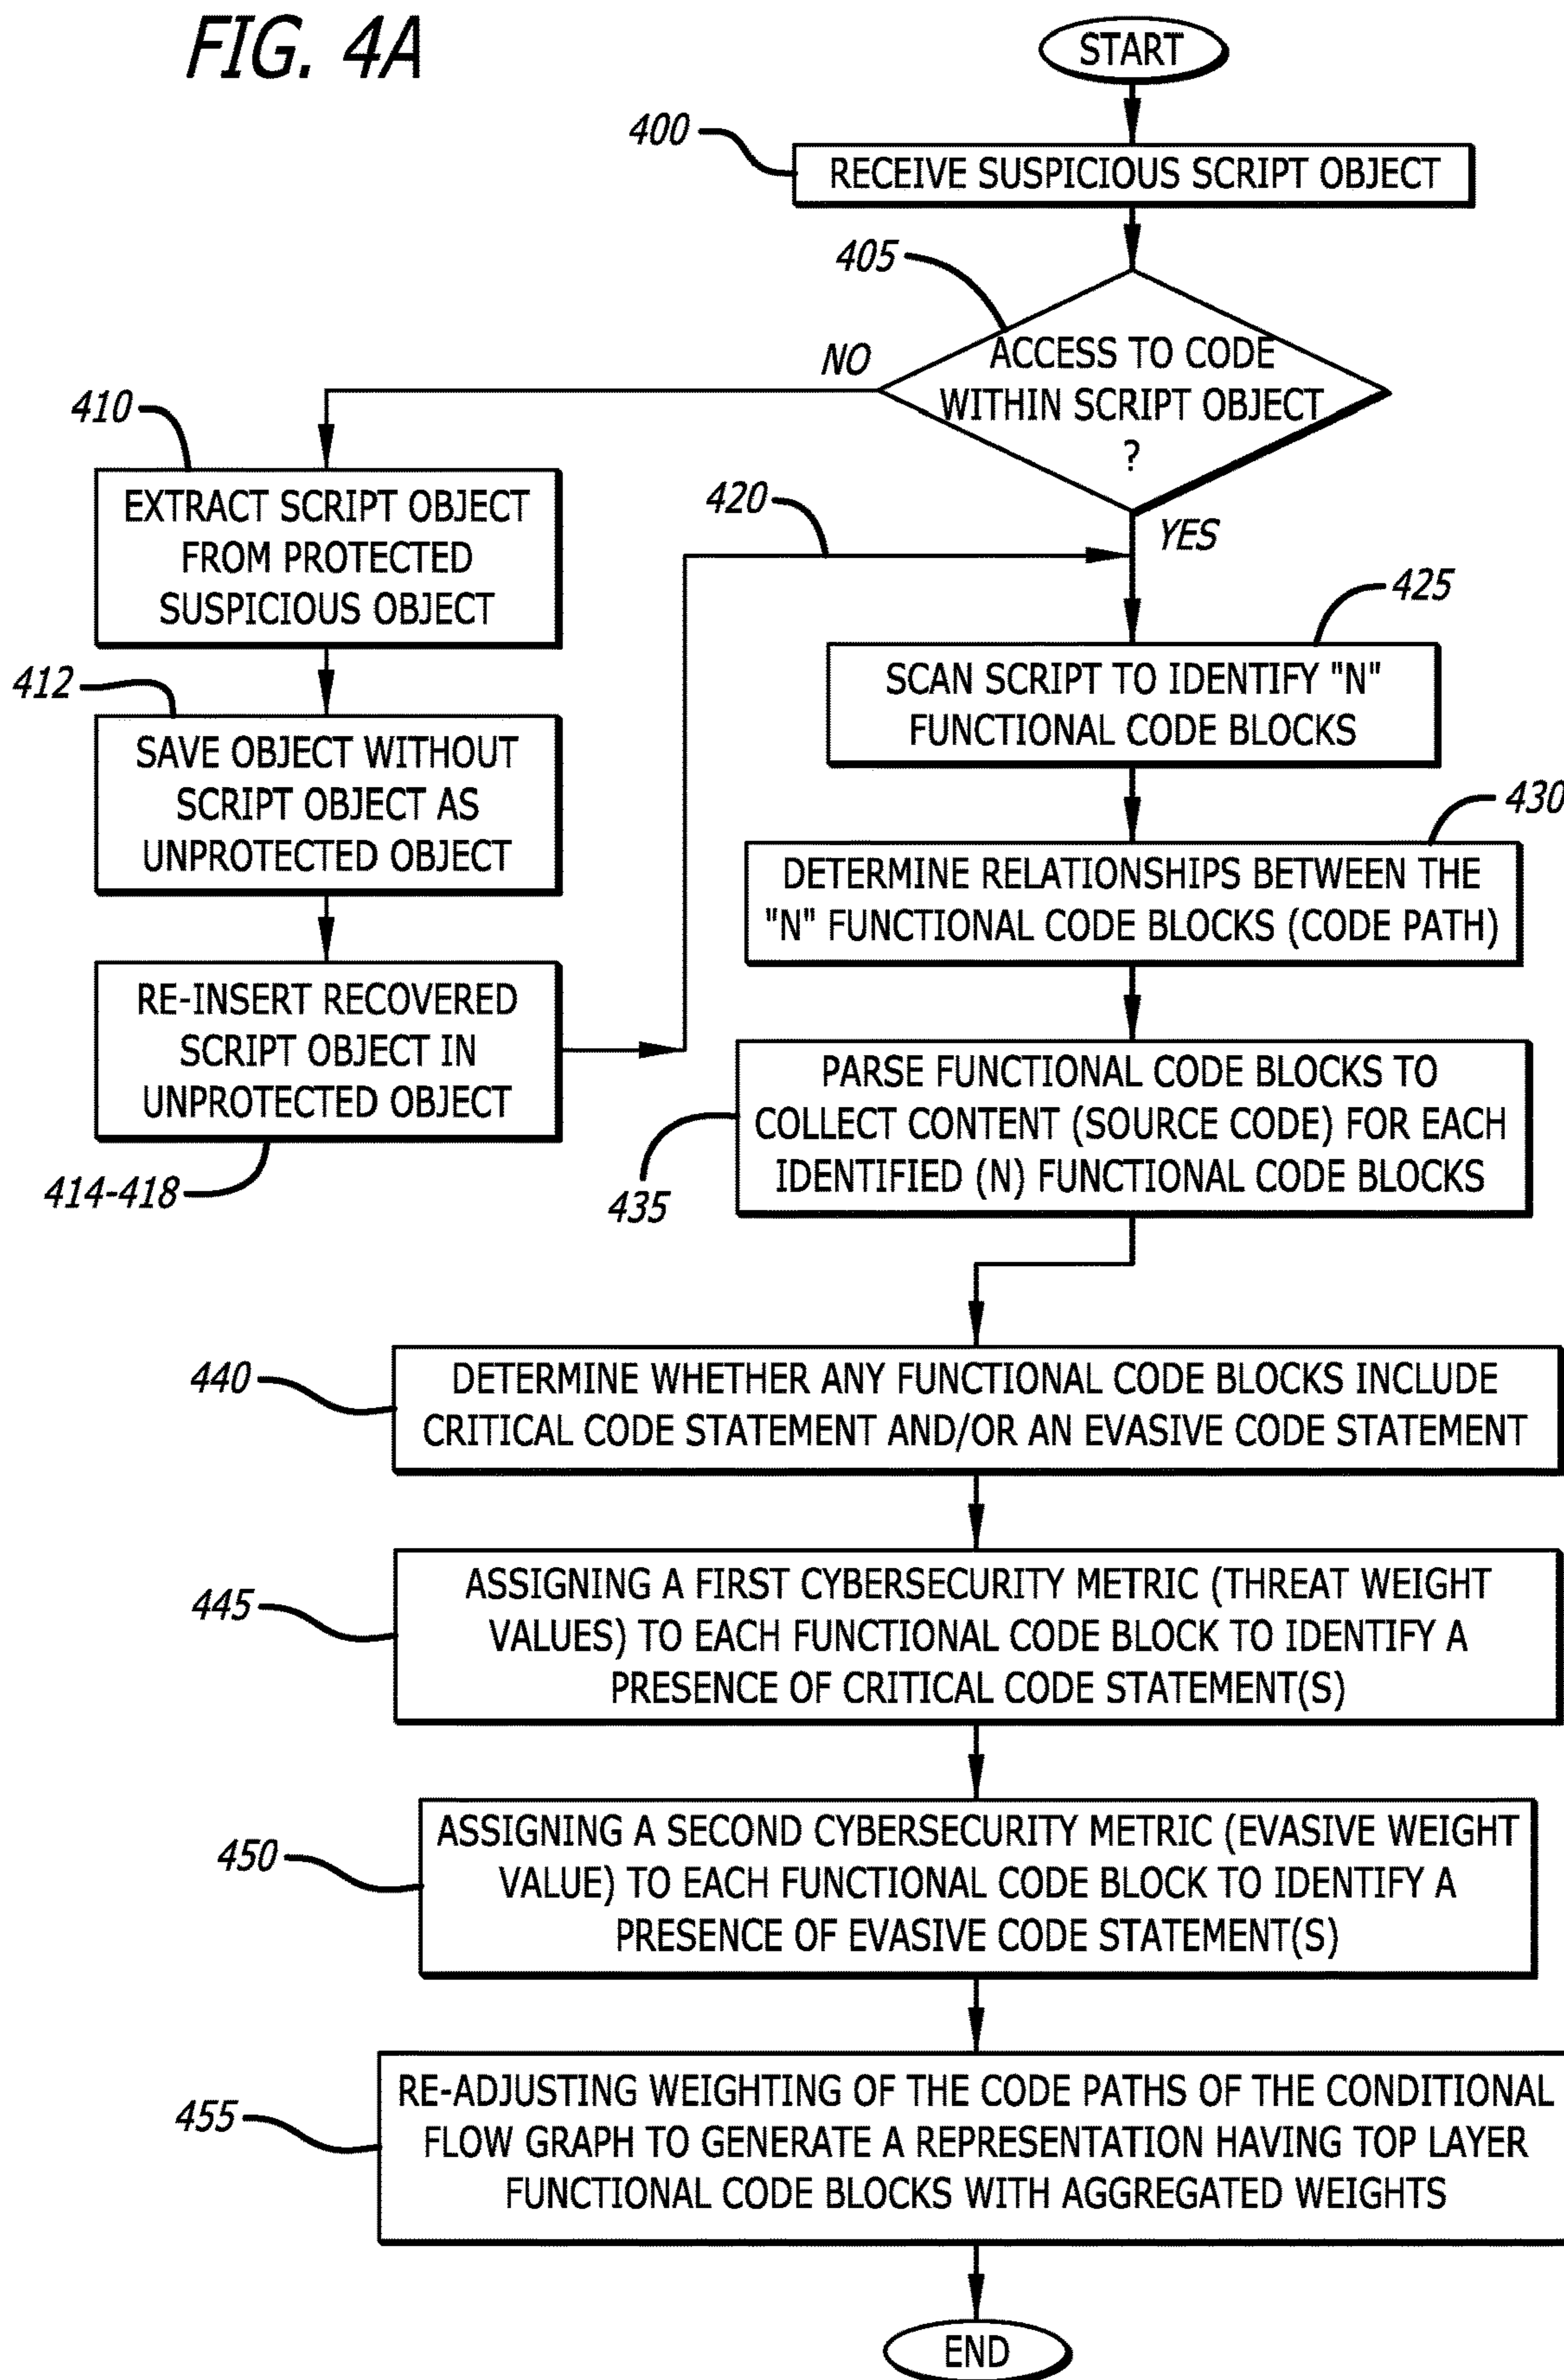 FIG. 4A
START
400
RECEIVE SUSPICIOUS SCRIPT OBJECT
405
ACCESS TO CODE
WITHIN SCRIPT OBJECT
?
NO
YES
410
EXTRACT SCRIPT OBJECT
FROM PROTECTED
SUSPICIOUS OBJECT
412
SAVE OBJECT WITHOUT
SCRIPT OBJECT AS
UNPROTECTED OBJECT
RE-INSERT RECOVERED
SCRIPT OBJECT IN
UNPROTECTED OBJECT
414-418
420
425
SCAN SCRIPT TO IDENTIFY "N"
FUNCTIONAL CODE BLOCKS
430
DETERMINE RELATIONSHIPS BETWEEN THE
"N" FUNCTIONAL CODE BLOCKS (CODE PATH)
PARSE FUNCTIONAL CODE BLOCKS TO
COLLECT CONTENT (SOURCE CODE) FOR EACH
IDENTIFIED (N) FUNCTIONAL CODE BLOCKS
435
440
DETERMINE WHETHER ANY FUNCTIONAL CODE BLOCKS INCLUDE
CRITICAL CODE STATEMENT AND/OR AN EVASIVE CODE STATEMENT
445
ASSIGNING A FIRST CYBERSECURITY METRIC (THREAT WEIGHT
VALUES) TO EACH FUNCTIONAL CODE BLOCK TO IDENTIFY A
PRESENCE OF CRITICAL CODE STATEMENT(S)
450
ASSIGNING A SECOND CYBERSECURITY METRIC (EVASIVE WEIGHT
VALUE) TO EACH FUNCTIONAL CODE BLOCK TO IDENTIFY A
PRESENCE OF EVASIVE CODE STATEMENT(S)
455
RE-ADJUSTING WEIGHTING OF THE CODE PATHS OF THE CONDITIONAL
FLOW GRAPH TO GENERATE A REPRESENTATION HAVING TOP LAYER
FUNCTIONAL CODE BLOCKS WITH AGGREGATED WEIGHTS
END